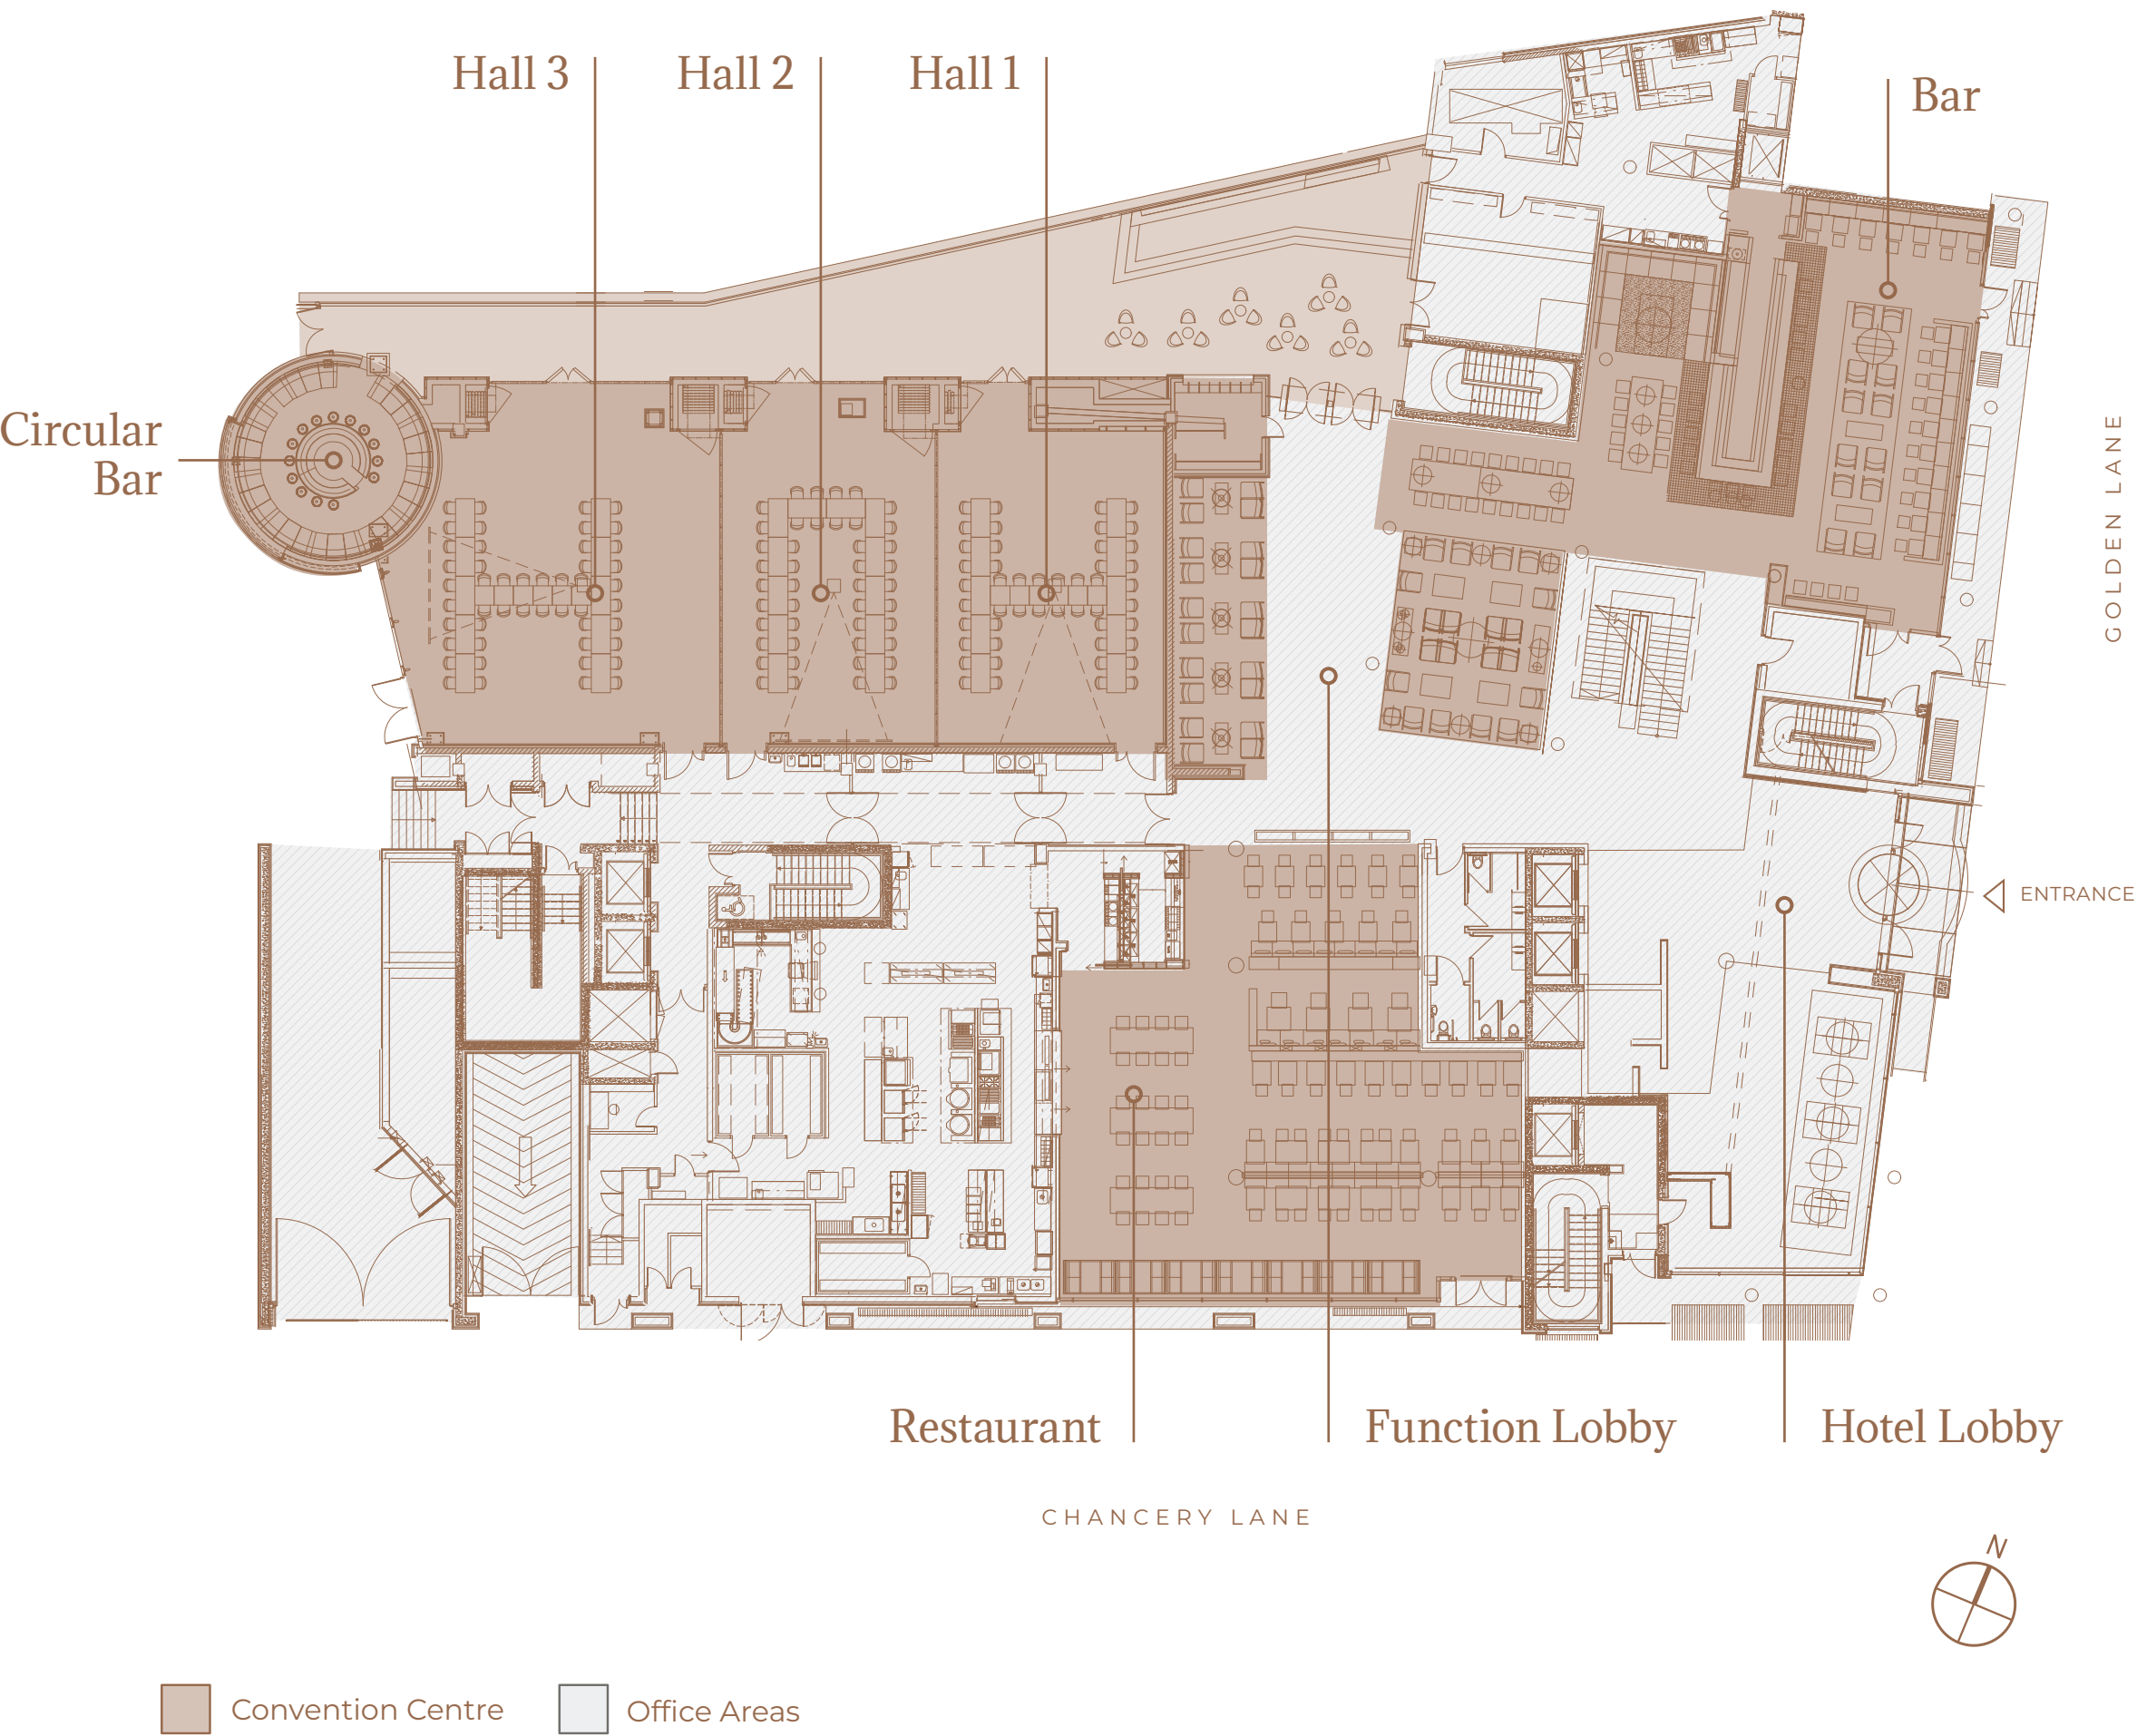 Hall 3
Hall 2
Hall 1
Bar
Circular
Bar
GOLDEN LANE
ENTRANCE
Restaurant
Function Lobby
Hotel Lobby
CHANCERY LANE
N
Convention Centre
Office Areas